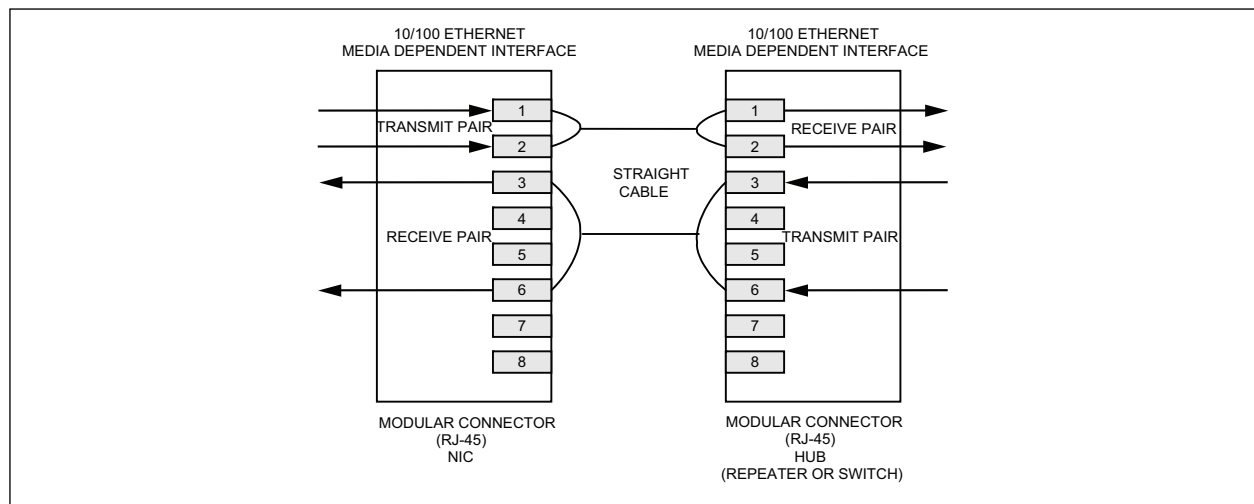 10/100 ETHERNET
MEDIA DEPENDENT INTERFACE
10/100 ETHERNET
MEDIA DEPENDENT INTERFACE
1
TRANSMIT PAIR
2
3
4
RECEIVE PAIR
5
6
7
8
STRAIGHT
CABLE
1
RECEIVE PAIR
2
3
4
TRANSMIT PAIR
5
6
7
8
MODULAR CONNECTOR
(RJ-45)
NIC
MODULAR CONNECTOR
(RJ-45)
HUB
(REPEATER OR SWITCH)